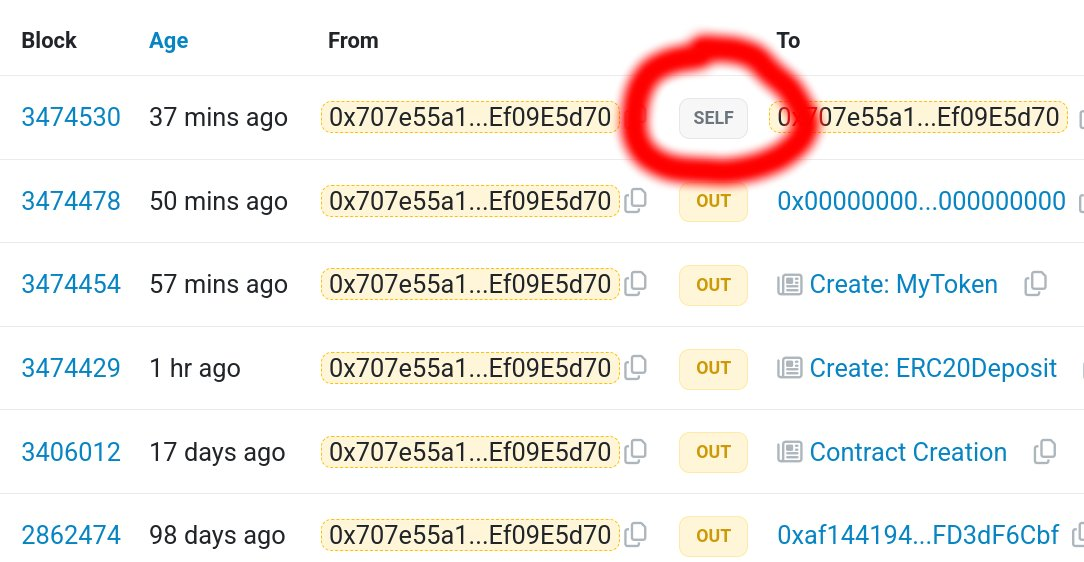 Block Age From To
3474530 37 mins ago 0x707e55a1...Ef09E5d70 SELF 0x707e55a1...Ef09E5d70
3474478 50 mins ago 0x707e55a1...Ef09E5d70 OUT 0x00000000...000000000
3474454 57 mins ago 0x707e55a1...Ef09E5d70 OUT Create: MyToken
3474429 1 hr ago 0x707e55a1...Ef09E5d70 OUT Create: ERC20Deposit
3406012 17 days ago 0x707e55a1...Ef09E5d70 OUT Contract Creation
2862474 98 days ago 0x707e55a1...Ef09E5d70 OUT 0xaf144194...FD3dF6Cbf